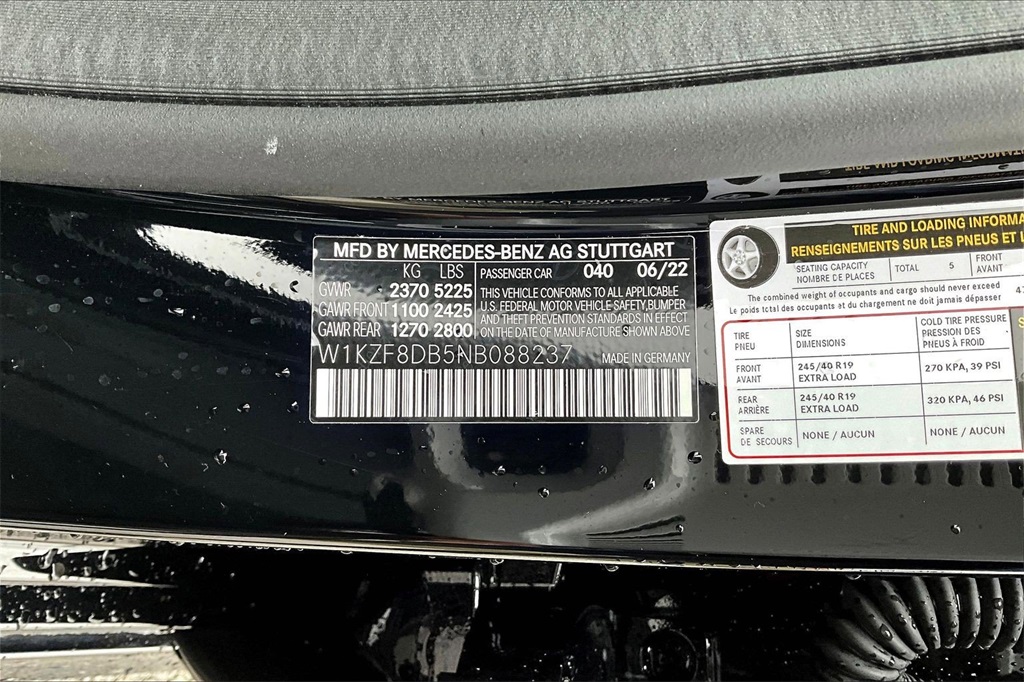 MERCEDES-BENZ AG STUTTGART
MFD BY MERCEDES-BENZ AG STUTTGART
KG LBS
GVWR 2370 5225
GAWR FRONT 1100 2425
GAWR REAR 1270 2800
PASSENGER CAR 040 06/22
THIS VEHICLE CONFORMS TO ALL APPLICABLE
U.S. FEDERAL MOTOR VEHICLE-SAFETY,BUMPER
AND THEFT PREVENTION STANDARDS IN EFFECT
ON THE DATE OF MANUFACTURE SHOWN ABOVE
W1KZF8DB5NB088237 MADE IN GERMANY
TIRE AND LOADING
RENSEIGNEMENTS SUR LES PNEUS ET
SEATING CAPACITY TOTAL 5 FRONT
NOMBRE DE PLACES AVANT
The combined weight of occupants and cargo should never exceed
Le poids total des occupants et du chargement ne doit jamais dépasser
TIRE SIZE COLD TIRE PRESSURE
PNEU DIMENSIONS PRESSION DES
PNEUS À FROID
FRONT 245/40 R19 270 KPA, 39 PSI
AVANT EXTRA LOAD
REAR 245/40 R19 320 KPA, 46 PSI
ARRIÈRE EXTRA LOAD
SPARE NONE / AUCUN NONE / AUCUN
DE SECOURS